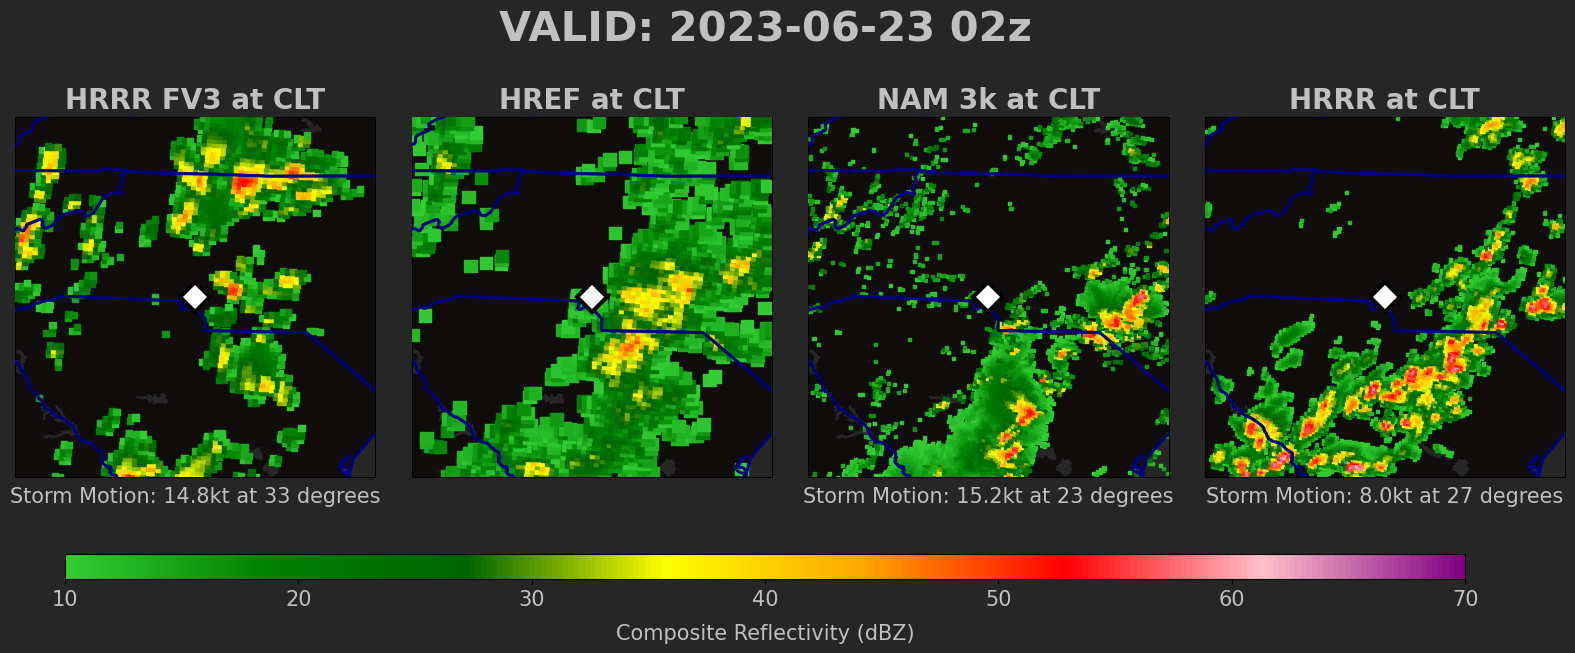 VALID: 2023-06-23 02z
HRRR FV3 at CLT
HREF at CLT
NAM 3k at CLT
HRRR at CLT
Storm Motion: 14.8kt at 33 degrees
Storm Motion: 15.2kt at 23 degrees
Storm Motion: 8.0kt at 27 degrees
10 20 30 40 50 60 70
Composite Reflectivity (dBZ)